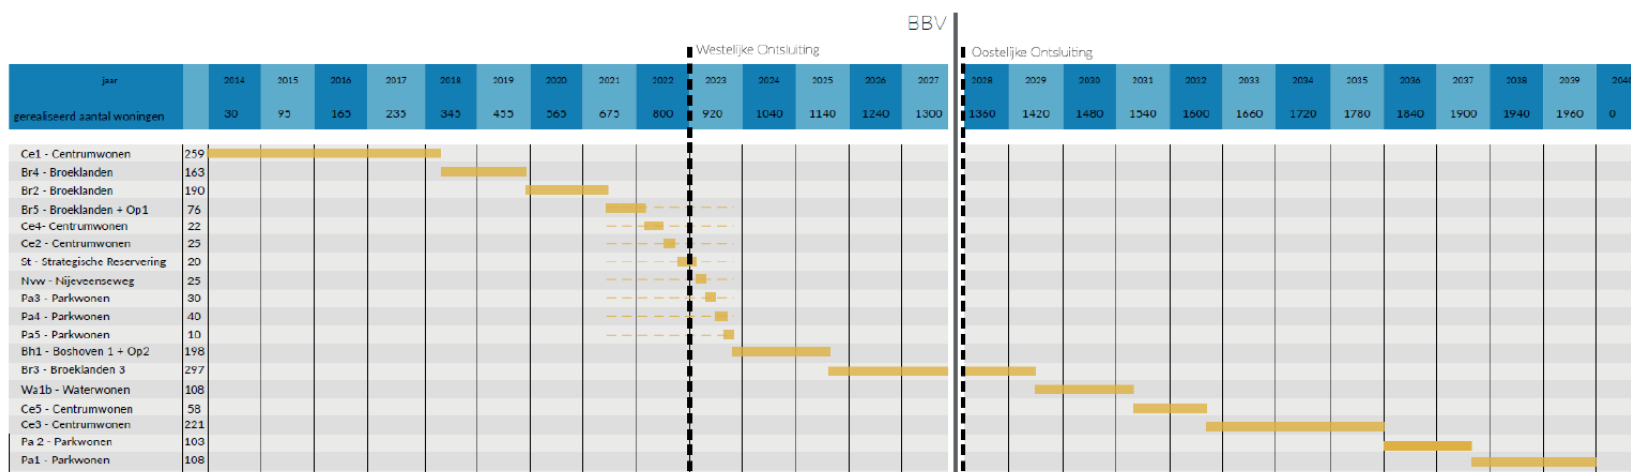 BBV
Westelijke Ontsluiting Oostelijke Ontsluiting
jaar 2014 2015 2016 2017 2018 2019 2020 2021 2022 2023 2024 2025 2026 2027 2028 2029 2030 2031 2032 2033 2034 2035 2036 2037 2038 2039 2040
gerealiseerd aantal woningen 30 95 165 235 345 455 565 675 800 920 1040 1140 1240 1300 1360 1420 1480 1540 1600 1660 1720 1780 1840 1900 1940 1960 0
Ce1 - Centrumwonen 259
Br4 - Broeklanden 163
Br2 - Broeklanden 190
Br5 - Broeklanden + Op1 76
Ce4- Centrumwonen 22
Ce2 - Centrumwonen 25
St - Strategische Reservering 20
Nvw - Nijeveenseweg 25
Pa3 - Parkwonen 30
Pa4 - Parkwonen 40
Pa5 - Parkwonen 10
Bh1 - Boshoven 1 + Op2 198
Br3 - Broeklanden 3 297
Wa1b - Waterwonen 108
Ce5 - Centrumwonen 58
Ce3 - Centrumwonen 221
Pa 2 - Parkwonen 103
Pa1 - Parkwonen 108